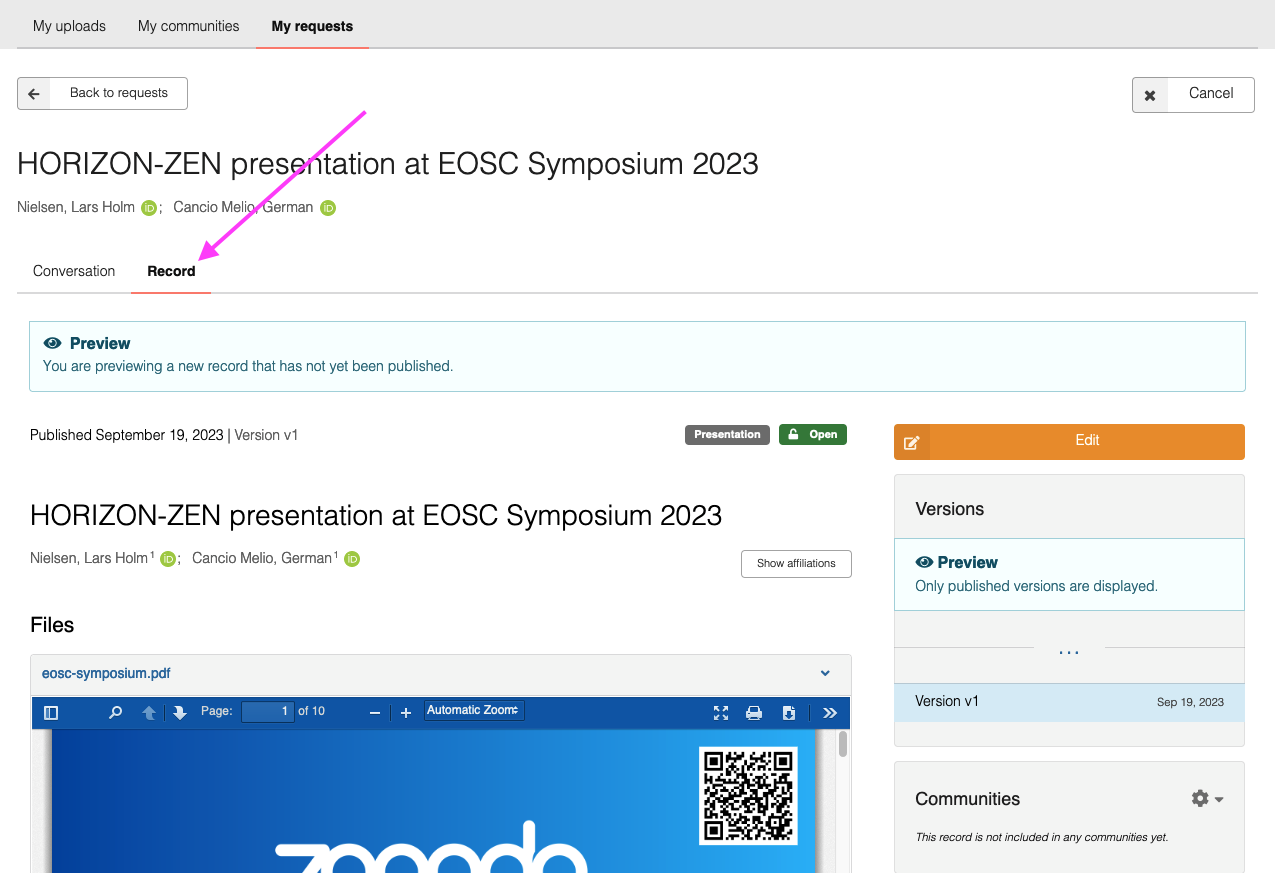 My uploads My communities My requests
Back to requests Cancel
HORIZON-ZEN presentation at EOSC Symposium 2023
Nielsen, Lars Holm iD; Cancio Melio, German iD
Conversation Record
Preview
You are previewing a new record that has not yet been published.
Published September 19, 2023 | Version v1 Presentation Open
Edit
HORIZON-ZEN presentation at EOSC Symposium 2023
Nielsen, Lars Holm 1 iD; Cancio Melio, German 1 iD
Show affiliations
Files
eosc-symposium.pdf
Page: 1 of 10 Automatic Zoom
zenodo
Versions
Preview
Only published versions are displayed.
...
Version v1 Sep 19, 2023
Communities
This record is not included in any communities yet.